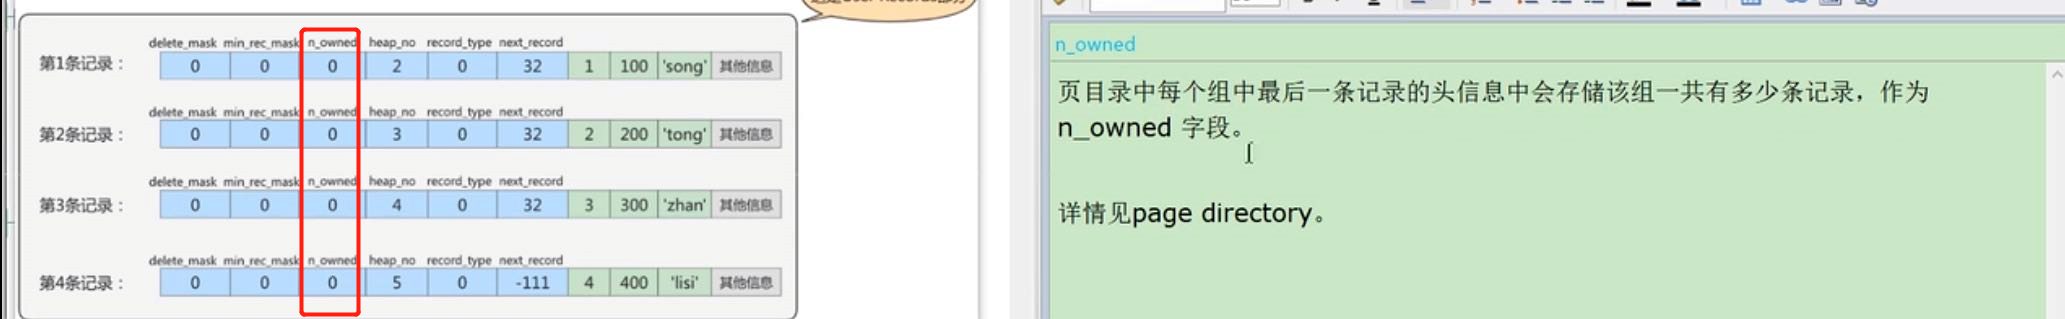 delete_mask min_rec_mask n_owned heap_no record_type next_record
第1条记录： 0 0 0 2 0 32 1 100 'song' 其他信息
delete_mask min_rec_mask n_owned heap_no record_type next_record
第2条记录： 0 0 0 3 0 32 2 200 'tong' 其他信息
delete_mask min_rec_mask n_owned heap_no record_type next_record
第3条记录： 0 0 0 4 0 32 3 300 'zhan' 其他信息
delete_mask min_rec_mask n_owned heap_no record_type next_record
第4条记录： 0 0 0 5 0 -111 4 400 'lisi' 其他信息
n_owned
页目录中每个组中最后一条记录的头信息中会存储该组一共有多少条记录，作为
n_owned 字段。
详情见page directory。